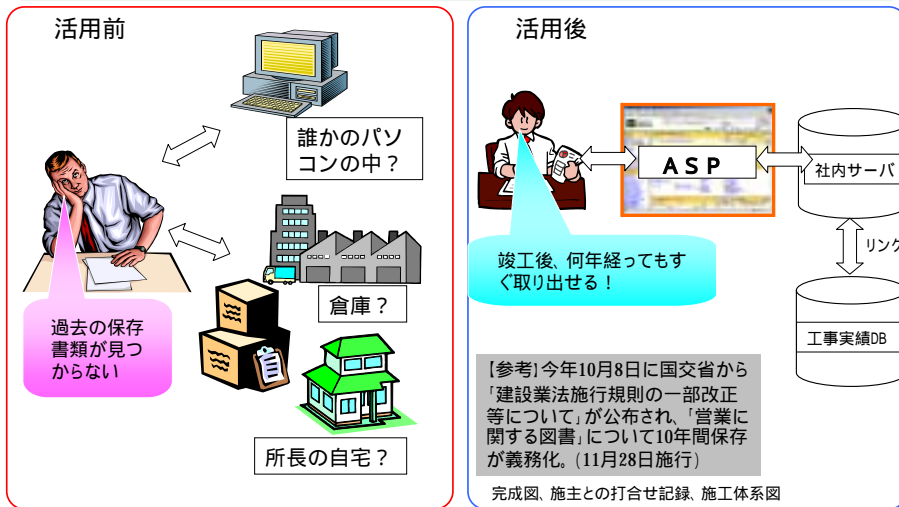 活用前
誰かのパソ
コンの中？
倉庫？
過去の保存
書類が見つ
からない
所長の自宅？
活用後
ＡＳＰ
社内サーバ
リンク
竣工後、何年経ってもす
ぐ取り出せる！
工事実績DB
【参考】今年10月8日に国交省から
「建設業法施行規則の一部改正
等について」が公布され、「営業に
関する図書」について10年間保存
が義務化。(11月28日施行)
完成図、施主との打合せ記録、施工体系図